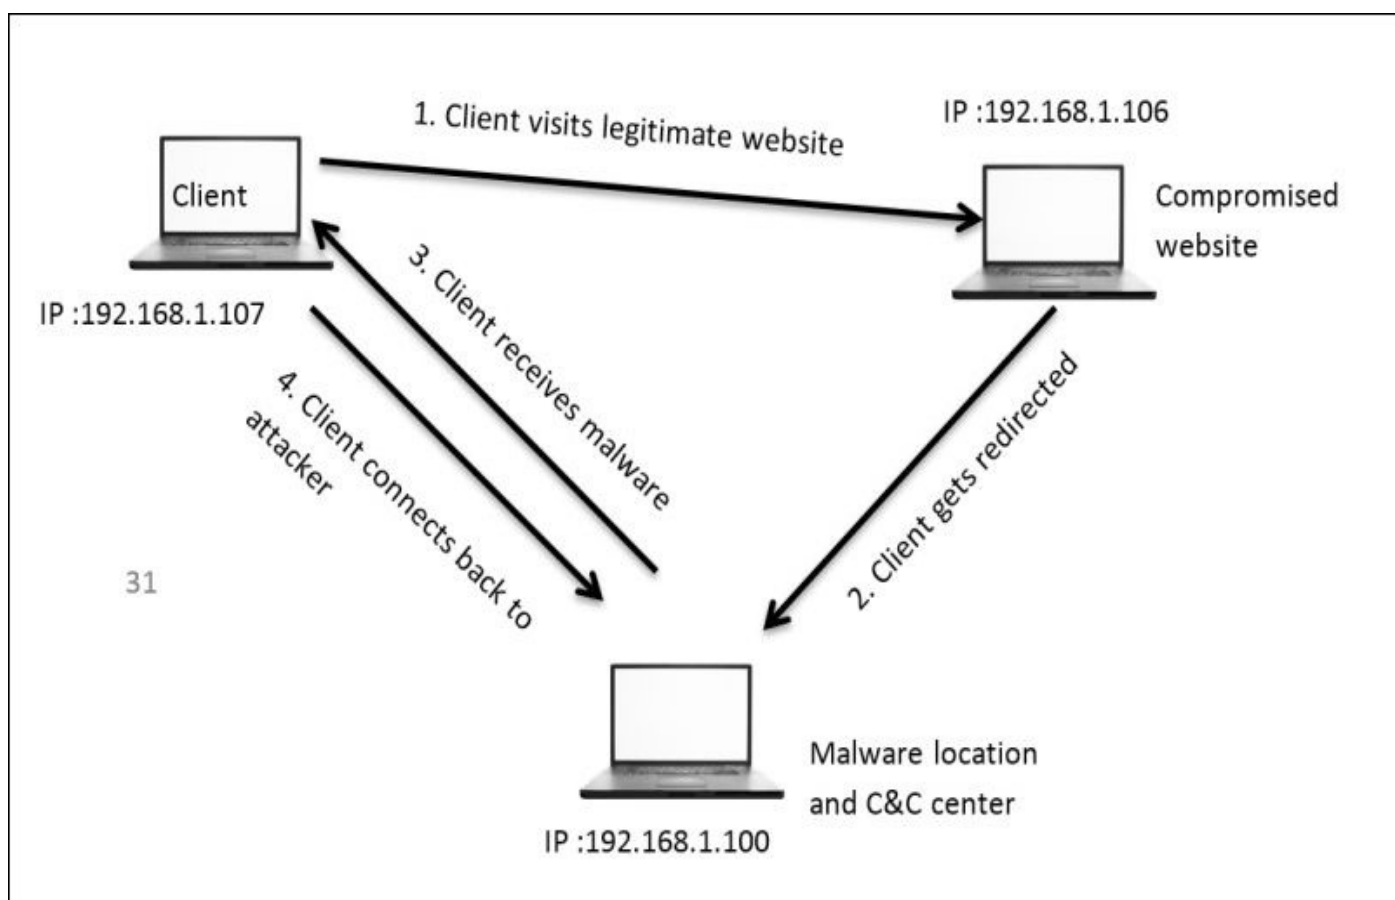 1. Client visits legitimate website
IP :192.168.1.106
Client
Compromised
website
IP :192.168.1.107
3. Client receives malware
4. Client connects back to
attacker
2. Client gets redirected
31
Malware location
and C&C center
IP :192.168.1.100